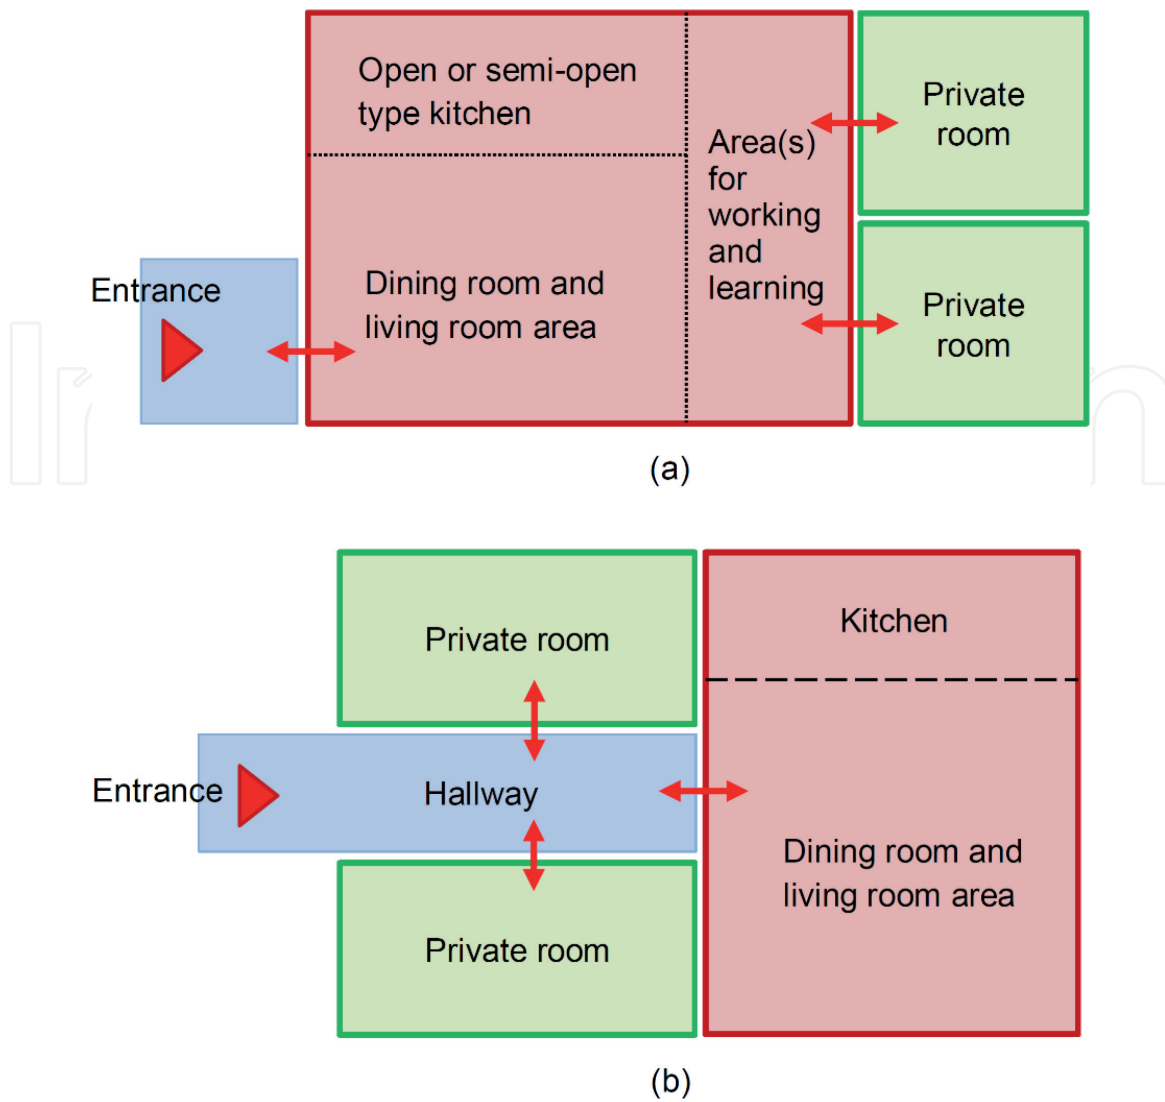 Open or semi-open
type kitchen
Private
room
Area(s)
for
working
and
learning
Entrance
Dining room and
living room area
Private
room
(a)
Private room
Kitchen
Entrance
Hallway
Dining room and
living room area
Private room
(b)